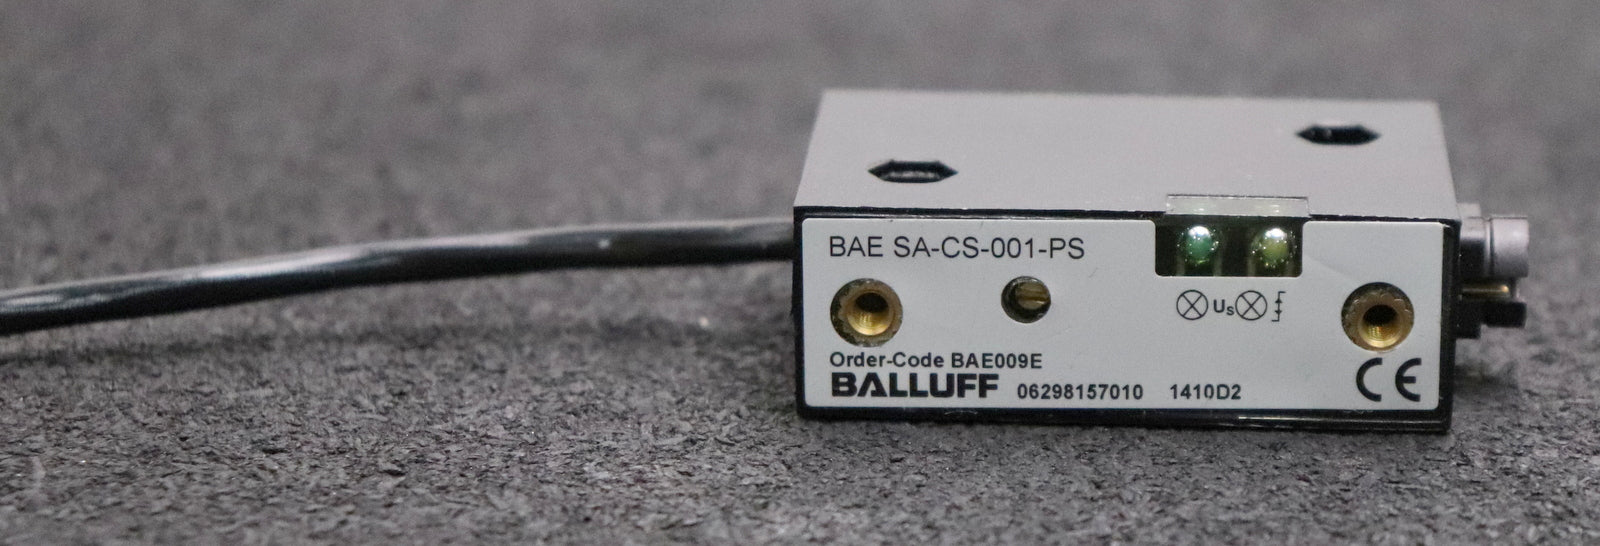 BAE SA-CS-001-PS
Us
Order-Code BAE009E
BALLUFF 06298157010 1410D2
CE